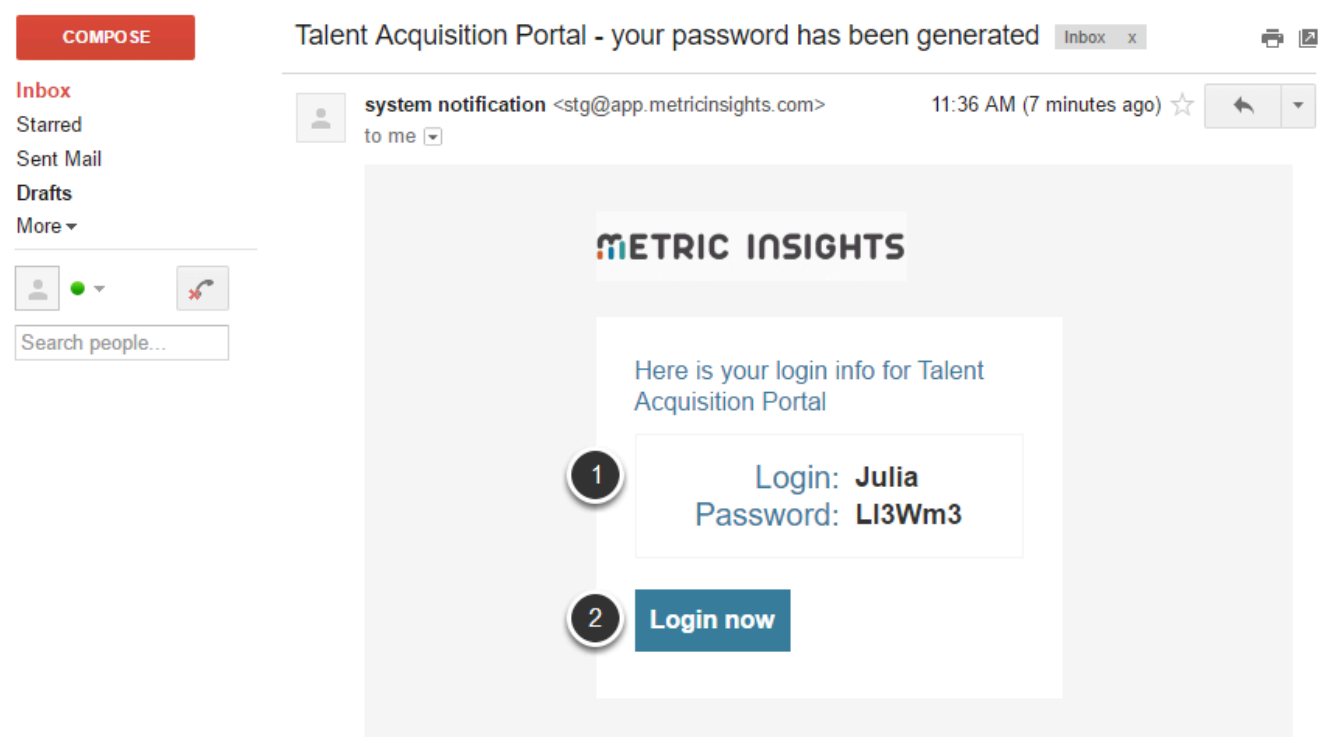 COMPOSE
Inbox
Starred
Sent Mail
Drafts
More
Search people...
Talent Acquisition Portal - your password has been generated Inbox x
system notification <stg@app.metricinsights.com> 11:36 AM (7 minutes ago)
to me
METRIC INSIGHTS
Here is your login info for Talent
Acquisition Portal
1
Login: Julia
Password: LI3Wm3
2
Login now